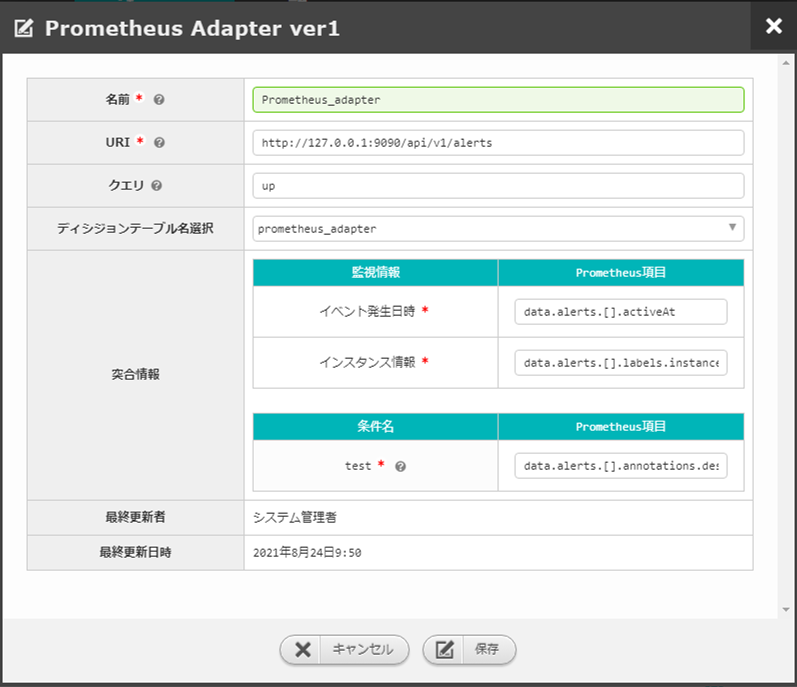 Prometheus Adapter ver1
名前 *
Prometheus_adapter
URI *
http://127.0.0.1:9090/api/v1/alerts
クエリ
up
ディシジョンテーブル名選択
prometheus_adapter
突合情報
監視情報 Prometheus項目
イベント発生日時 * data.alerts.[].activeAt
インスタンス情報 * data.alerts.[].labels.instance
条件名 Prometheus項目
test * data.alerts.[].annotations.des
最終更新者 システム管理者
最終更新日時 2021年8月24日9:50
キャンセル 保存